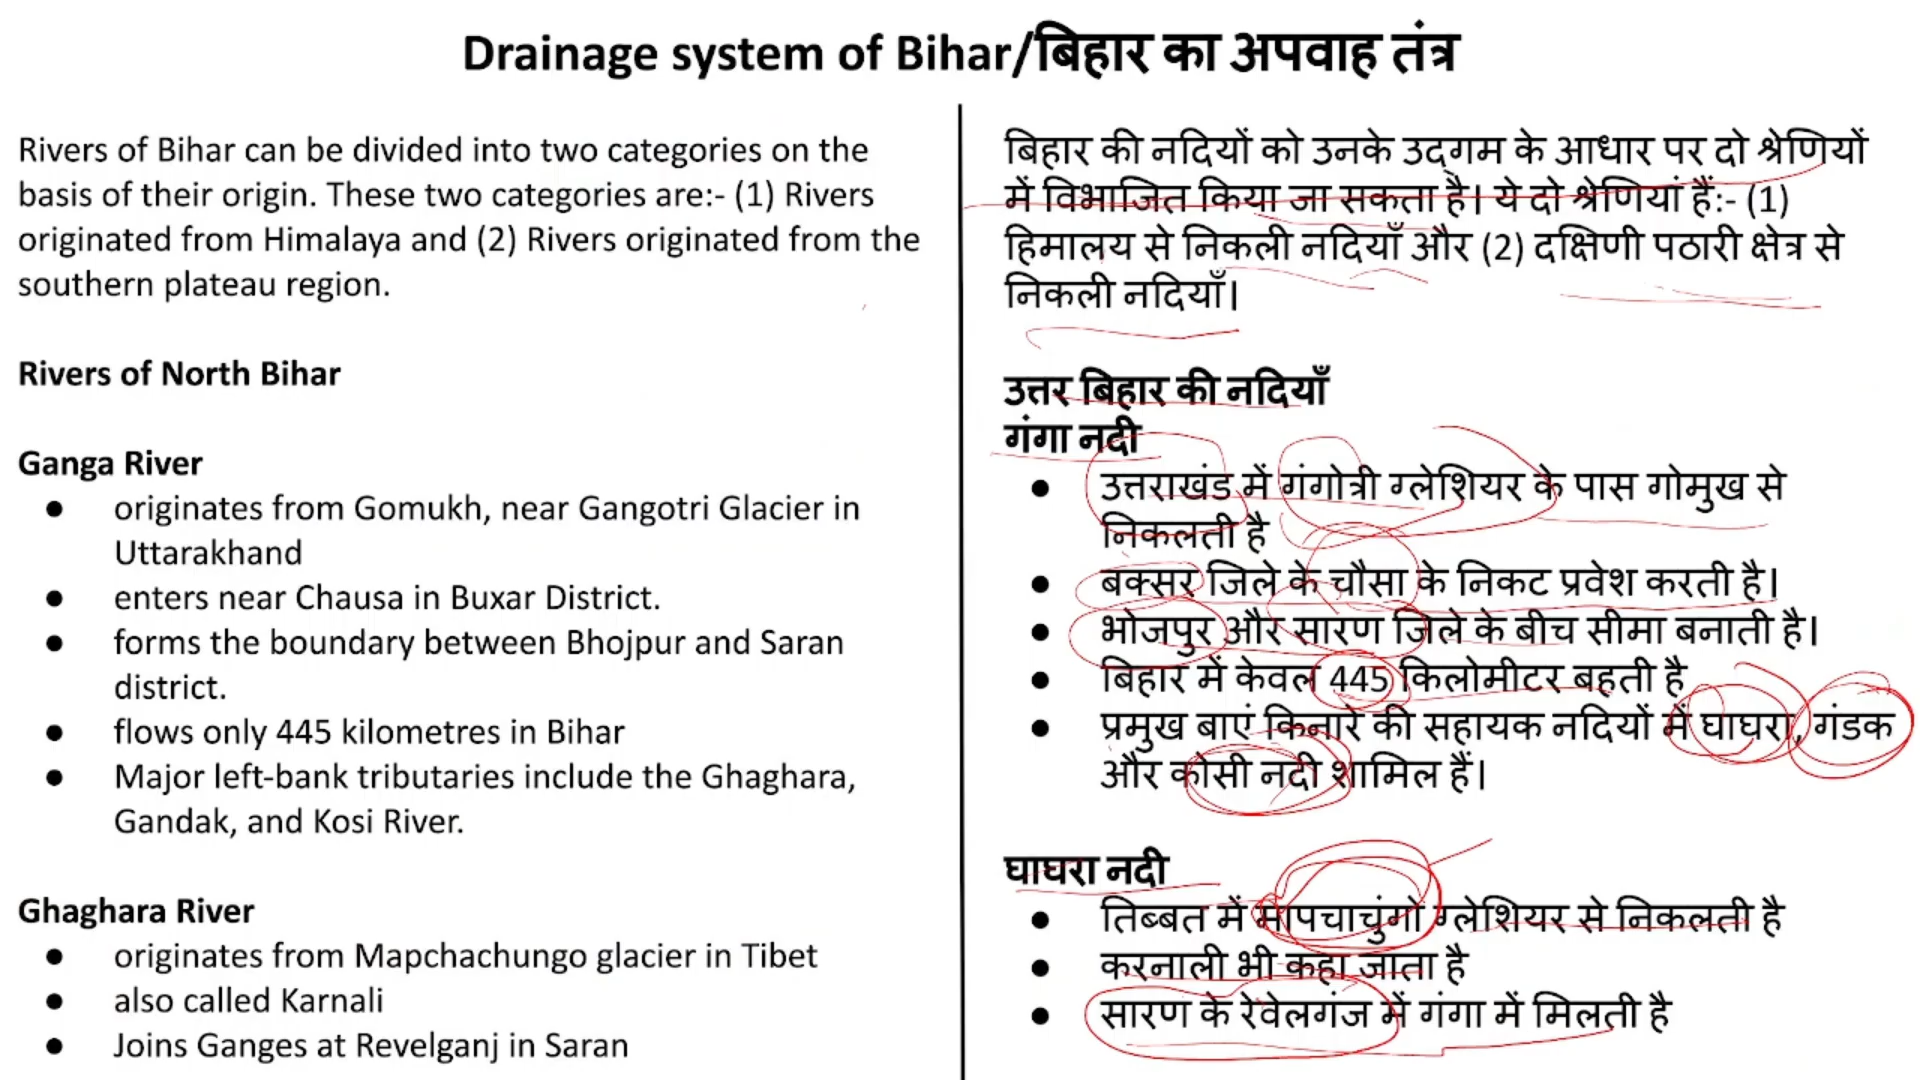 Drainage system of Bihar/बिहार का अपवाह तंत्र
Rivers of Bihar can be divided into two categories on the
basis of their origin. These two categories are:- (1) Rivers
originated from Himalaya and (2) Rivers originated from the
southern plateau region.
Rivers of North Bihar
Ganga River
● originates from Gomukh, near Gangotri Glacier in
Uttarakhand
● enters near Chausa in Buxar District.
● forms the boundary between Bhojpur and Saran
district.
● flows only 445 kilometres in Bihar
● Major left-bank tributaries include the Ghaghara,
Gandak, and Kosi River.
Ghaghara River
● originates from Mapchachungo glacier in Tibet
● also called Karnali
● Joins Ganges at Revelganj in Saran
बिहार की नदियों को उनके उद्गम के आधार पर दो श्रेणियों
में विभाजित किया जा सकता है। ये दो श्रेणियां हैं:- (1)
हिमालय से निकली नदियाँ और (2) दक्षिणी पठारी क्षेत्र से
निकली नदियाँ।
उत्तर बिहार की नदियाँ
गंगा नदी
● उत्तराखंड में गंगोत्री ग्लेशियर के पास गोमुख से
निकलती है
● बक्सर जिले के चौसा के निकट प्रवेश करती है।
● भोजपुर और सारण जिले के बीच सीमा बनाती है।
● बिहार में केवल 445 किलोमीटर बहती है
● प्रमुख बाएं किनारे की सहायक नदियों में घाघरा, गंडक
और कोसी नदी शामिल हैं।
घाघरा नदी
● तिब्बत में मापचाचुंगो ग्लेशियर से निकलती है
● करनाली भी कहा जाता है
● सारण के रेवेलगंज में गंगा में मिलती है